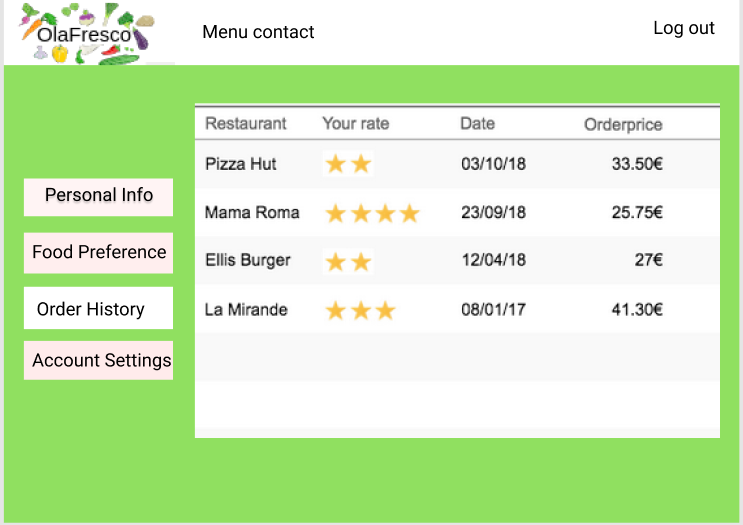 OlaFresco
Menu contact
Log out
Restaurant Your rate Date Orderprice
Pizza Hut 03/10/18 33.50€
Mama Roma 23/09/18 25.75€
Ellis Burger 12/04/18 27€
La Mirande 08/01/17 41.30€
Personal Info
Food Preference
Order History
Account Settings